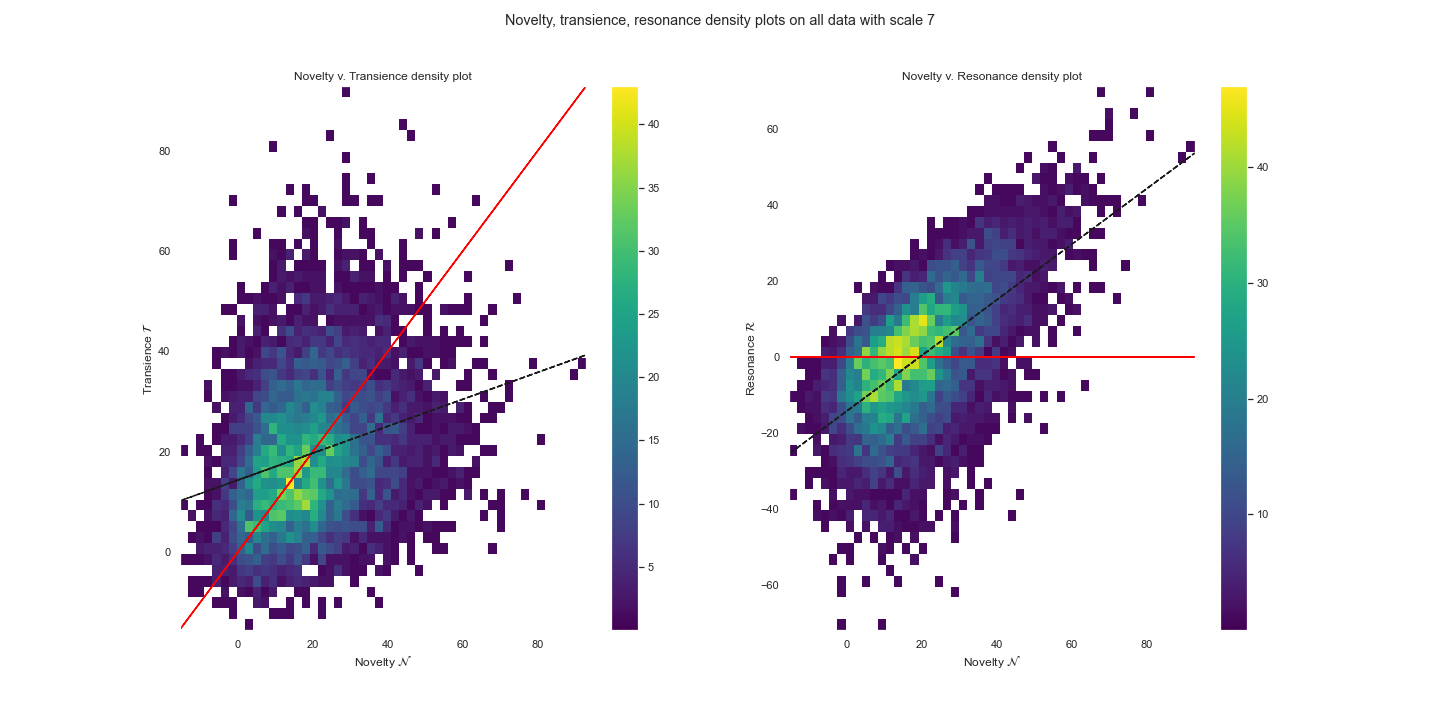 Novelty, transience, resonance density plots on all data with scale 7
Novelty v. Transience density plot
80
60
40
20
0
Transience 𝒯
0 20 40 60 80
Novelty 𝒩
40
35
30
25
20
15
10
5
Novelty v. Resonance density plot
60
40
20
0
−20
−40
−60
Resonance ℛ
0 20 40 60 80
Novelty 𝒩
40
30
20
10